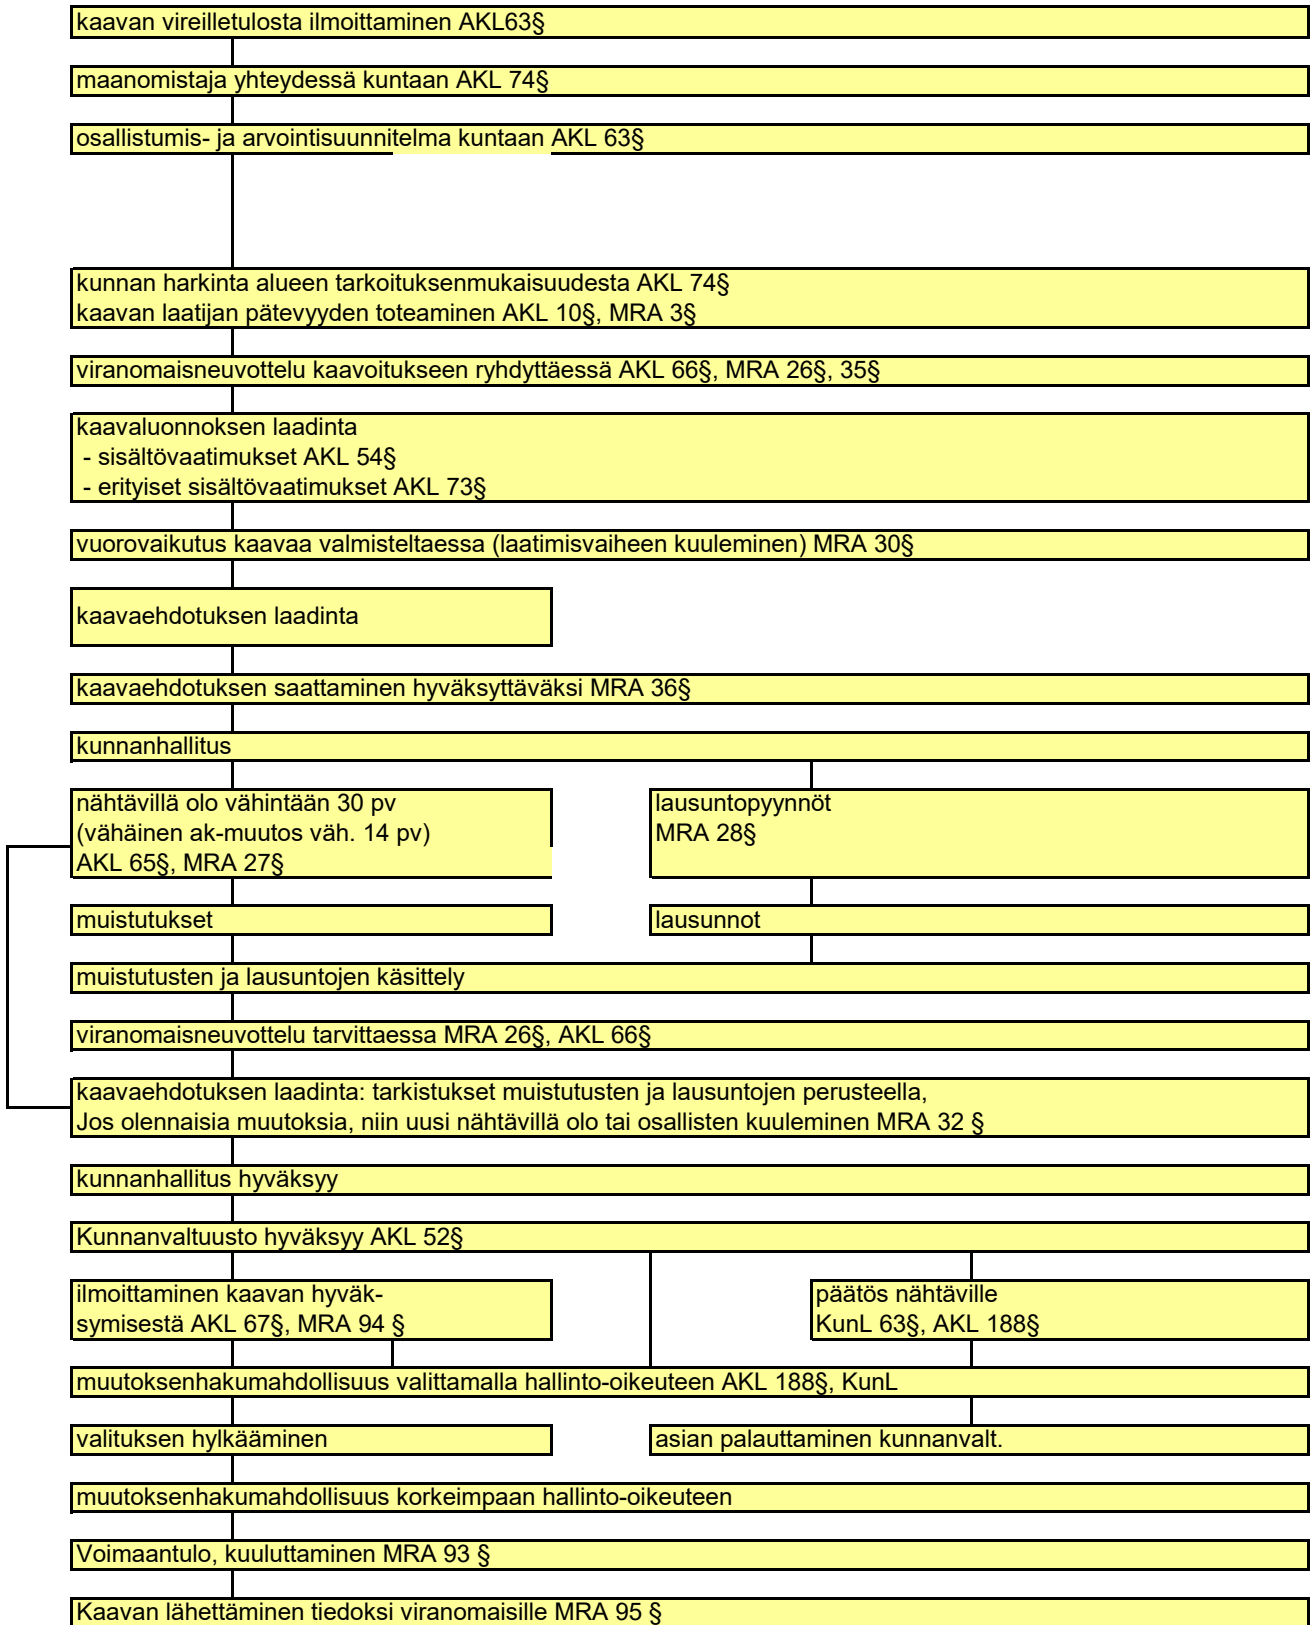 kaavan vireilletulosta ilmoittaminen AKL63§
maanomistaja yhteydessä kuntaan AKL 74§
osallistumis- ja arvointisuunnitelma kuntaan AKL 63§
kunnan harkinta alueen tarkoituksenmukaisuudesta AKL 74§
kaavan laatijan pätevyyden toteaminen AKL 10§, MRA 3§
viranomaisneuvottelu kaavoitukseen ryhdyttäessä AKL 66§, MRA 26§, 35§
kaavaluonnoksen laadinta
- sisältövaatimukset AKL 54§
- erityiset sisältövaatimukset AKL 73§
vuorovaikutus kaavaa valmisteltaessa (laatimisvaiheen kuuleminen) MRA 30§
kaavaehdotuksen laadinta
kaavaehdotuksen saattaminen hyväksyttäväksi MRA 36§
kunnanhallitus
nähtävillä olo vähintään 30 pv
(vähäinen ak-muutos väh. 14 pv)
AKL 65§, MRA 27§
lausuntopyynnöt
MRA 28§
muistutukset
lausunnot
muistutusten ja lausuntojen käsittely
viranomaisneuvottelu tarvittaessa MRA 26§, AKL 66§
kaavaehdotuksen laadinta: tarkistukset muistutusten ja lausuntojen perusteella,
Jos olennaisia muutoksia, niin uusi nähtävillä olo tai osallisten kuuleminen MRA 32 §
kunnanhallitus hyväksyy
Kunnanvaltuusto hyväksyy AKL 52§
ilmoittaminen kaavan hyväk-
symisestä AKL 67§, MRA 94 §
päätös nähtäville
KunL 63§, AKL 188§
muutoksenhakumahdollisuus valittamalla hallinto-oikeuteen AKL 188§, KunL
valituksen hylkääminen
asian palauttaminen kunnanvalt.
muutoksenhakumahdollisuus korkeimpaan hallinto-oikeuteen
Voimaantulo, kuuluttaminen MRA 93 §
Kaavan lähettäminen tiedoksi viranomaisille MRA 95 §